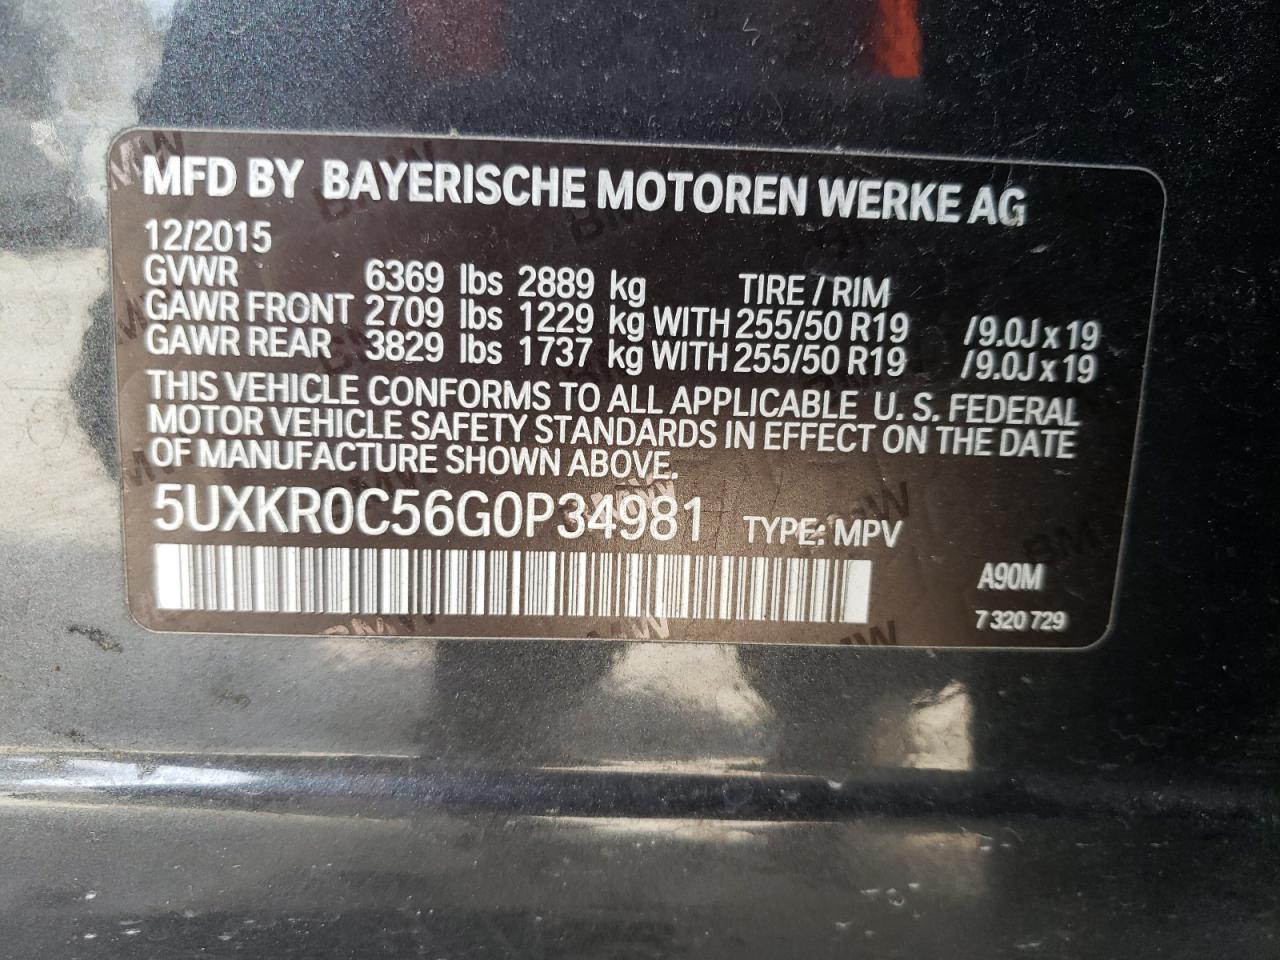 MFD BY BAYERISCHE MOTOREN WERKE AG
12/2015
GVWR 6369 lbs 2889 kg TIRE / RIM
GAWR FRONT 2709 lbs 1229 kg WITH 255/50 R19 /9.0J x 19
GAWR REAR 3829 lbs 1737 kg WITH 255/50 R19 /9.0J x 19
THIS VEHICLE CONFORMS TO ALL APPLICABLE U. S. FEDERAL
MOTOR VEHICLE SAFETY STANDARDS IN EFFECT ON THE DATE
OF MANUFACTURE SHOWN ABOVE.
5UXKR0C56G0P34981 TYPE: MPV
A90M
7 320 729